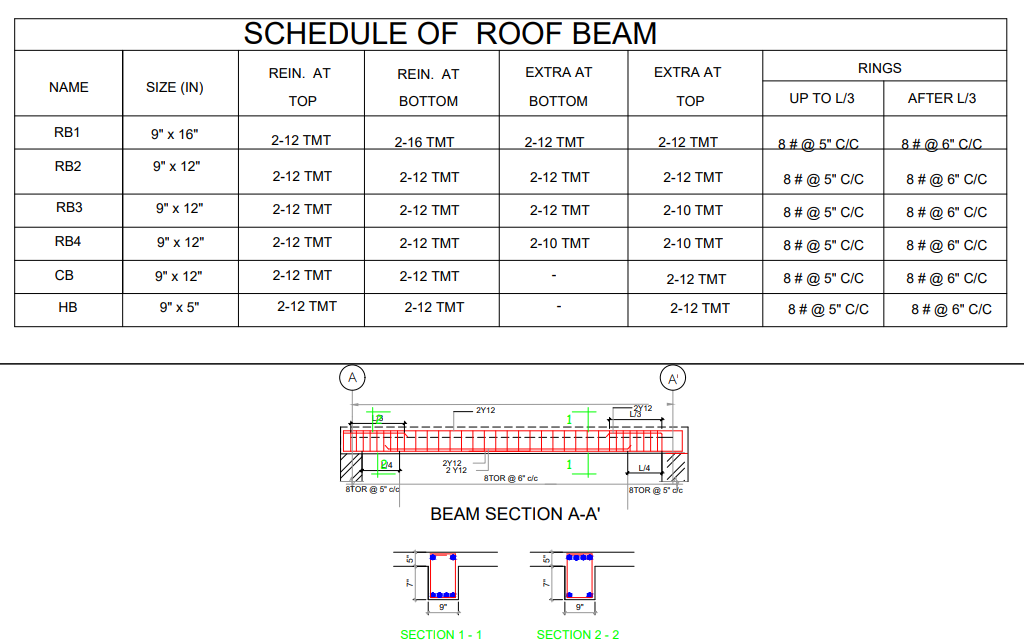 SCHEDULE OF ROOF BEAM
NAME SIZE (IN) REIN. AT TOP REIN. AT BOTTOM EXTRA AT BOTTOM EXTRA AT TOP RINGS
UP TO L/3 AFTER L/3
RB1 9" x 16" 2-12 TMT 2-16 TMT 2-12 TMT 2-12 TMT 8 # @ 5" C/C 8 # @ 6" C/C
RB2 9" x 12" 2-12 TMT 2-12 TMT 2-12 TMT 2-12 TMT 8 # @ 5" C/C 8 # @ 6" C/C
RB3 9" x 12" 2-12 TMT 2-12 TMT 2-12 TMT 2-10 TMT 8 # @ 5" C/C 8 # @ 6" C/C
RB4 9" x 12" 2-12 TMT 2-12 TMT 2-10 TMT 2-10 TMT 8 # @ 5" C/C 8 # @ 6" C/C
CB 9" x 12" 2-12 TMT 2-12 TMT - 2-12 TMT 8 # @ 5" C/C 8 # @ 6" C/C
HB 9" x 5" 2-12 TMT 2-12 TMT - 2-12 TMT 8 # @ 5" C/C 8 # @ 6" C/C
A A'
2Y12 2Y12
L/3 2 1 L/3
L/4 2 2Y12 1 L/4
2 Y12
8TOR @ 6" c/c
8TOR @ 5" c/c 8TOR @ 5" c/c
BEAM SECTION A-A'
5" 5"
7" 7"
9" 9"
SECTION 1 - 1 SECTION 2 - 2